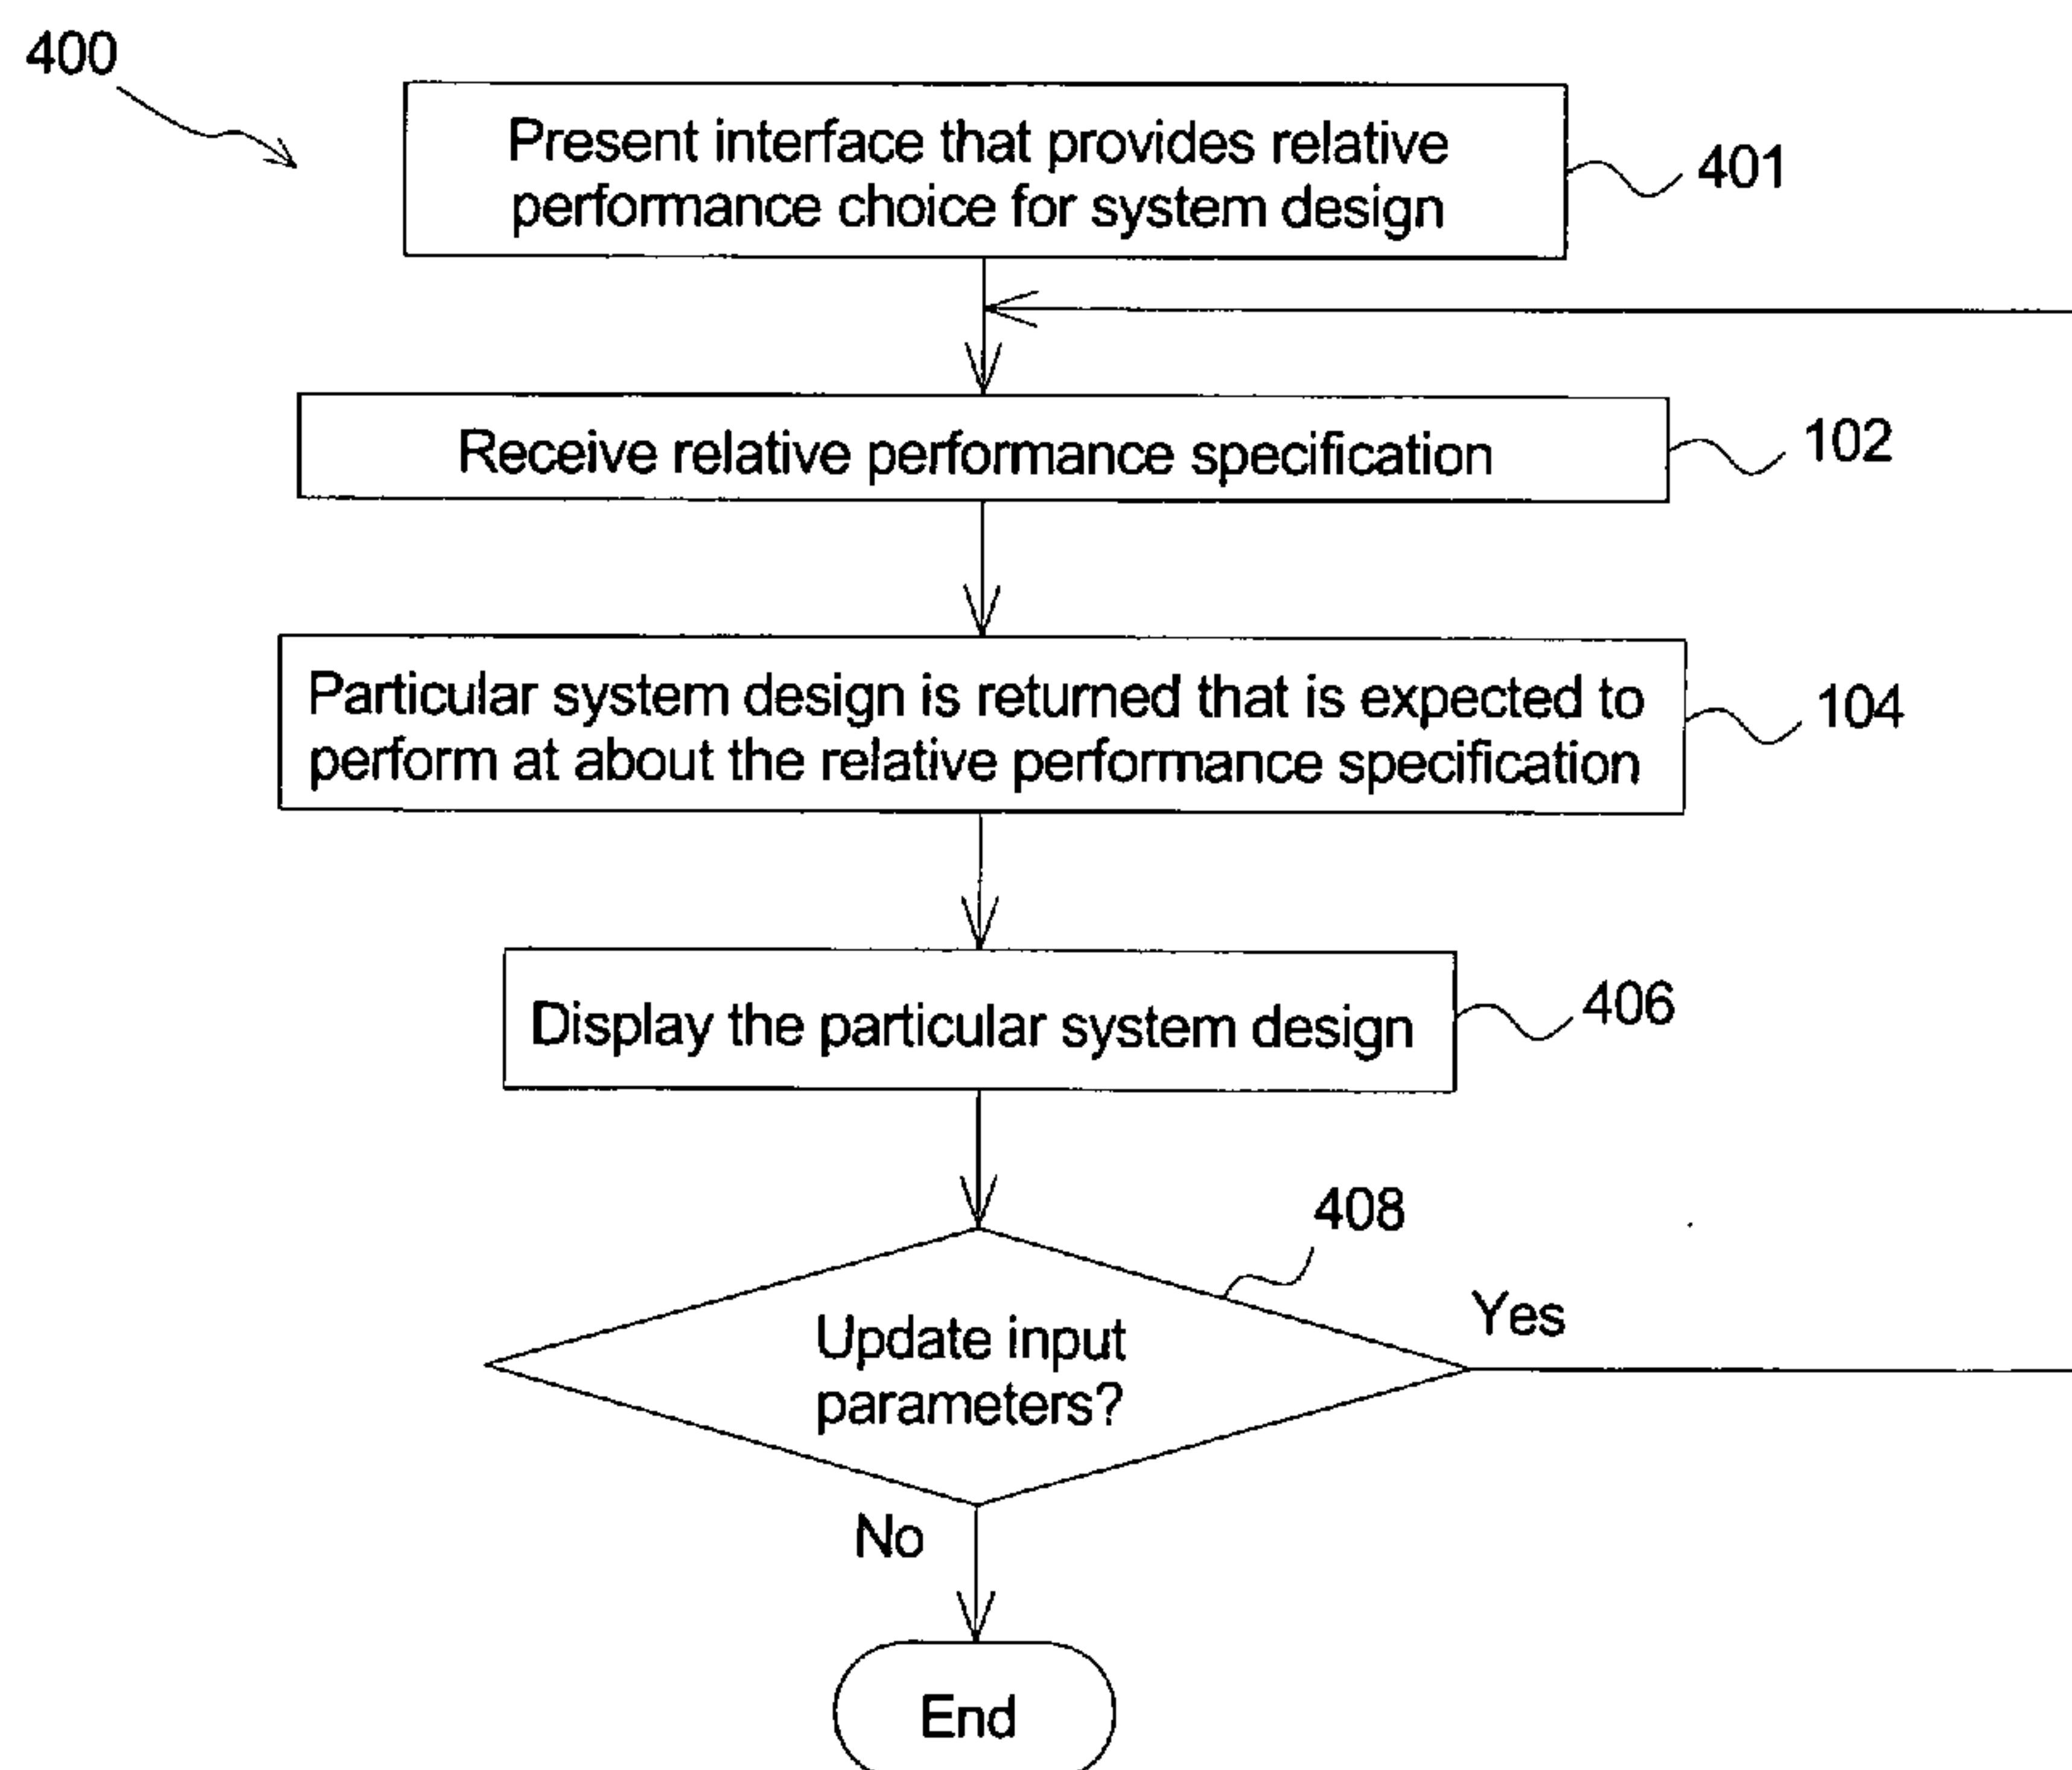 400
Present interface that provides relative
performance choice for system design
401
Receive relative performance specification
102
Particular system design is returned that is expected to
perform at about the relative performance specification
104
Display the particular system design
406
408
Update input
parameters?
Yes
No
End